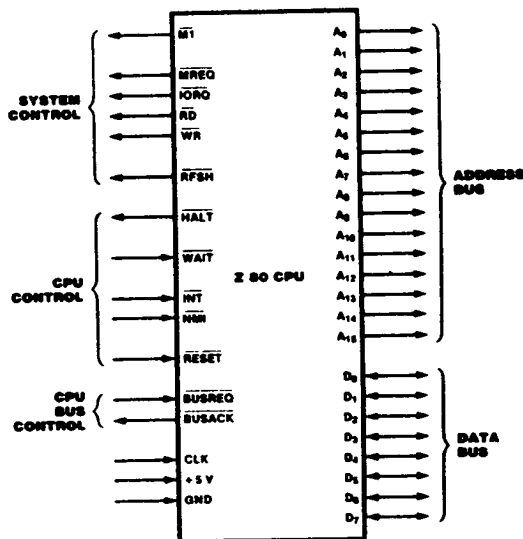 M1
MREQ
IORQ
RD
WR
RFSH
SYSTEM
CONTROL
HALT
WAIT
INT
NMI
RESET
CPU
CONTROL
BUSREQ
BUSACK
CPU
BUS
CONTROL
CLK
+5 V
GND
Z 80 CPU
A0
A1
A2
A3
A4
A5
A6
A7
A8
A9
A10
A11
A12
A13
A14
A15
ADDRESS
BUS
D0
D1
D2
D3
D4
D5
D6
D7
DATA
BUS